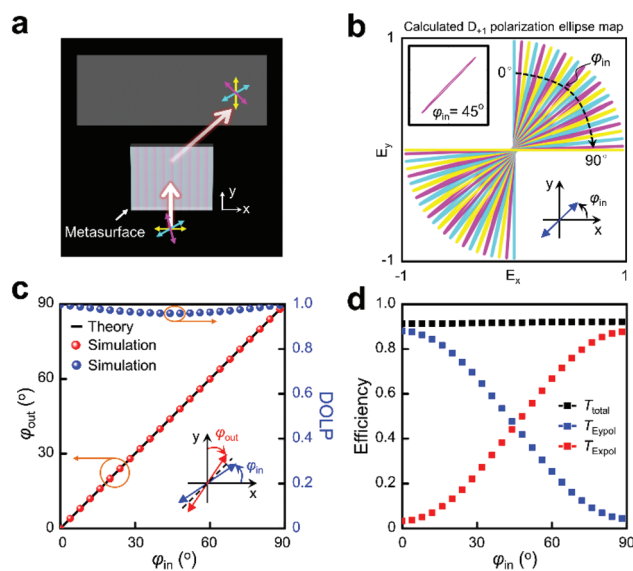 a
Metasurface
y
x
b
Calculated D+1 polarization ellipse map
1
φin
0°
φin= 45°
Ey
90°
y
φin
x
-1
-1
Ex
1
c
90
1.0
Theory
Simulation
Simulation
0.8
60
0.6
φout (°)
DOLP
30
0.4
y
φout
φin
x
0.2
0
0
0
30
60
90
φin (°)
d
1.0
0.8
Ttotal
TEypol
TExpol
0.6
Efficiency
0.4
0.2
0.0
0
30
60
90
φin (°)